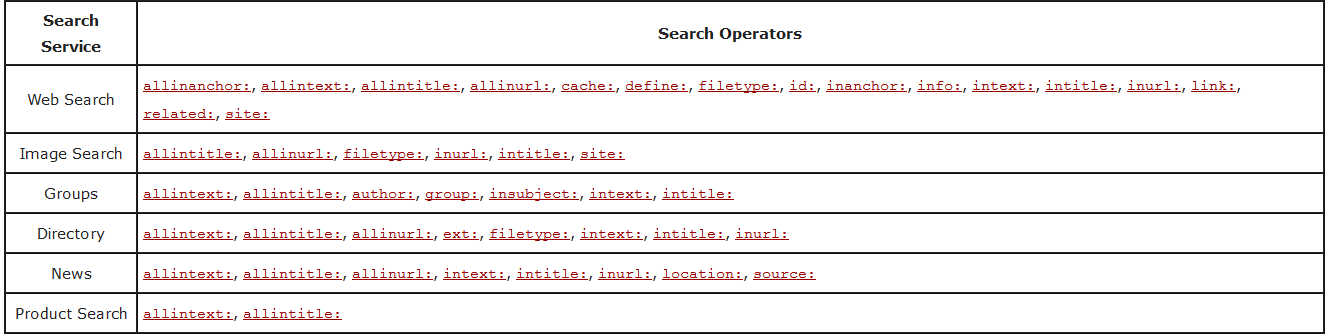 Search
Service
Search Operators
Web Search
allinanchor:, allintext:, allintitle:, allinurl:, cache:, define:, filetype:, id:, inanchor:, info:, intext:, intitle:, inurl:, link:,
related:, site:
Image Search
allintitle:, allinurl:, filetype:, inurl:, intitle:, site:
Groups
allintext:, allintitle:, author:, group:, insubject:, intext:, intitle:
Directory
allintext:, allintitle:, allinurl:, ext:, filetype:, intext:, intitle:, inurl:
News
allintext:, allintitle:, allinurl:, intext:, intitle:, inurl:, location:, source:
Product Search
allintext:, allintitle: